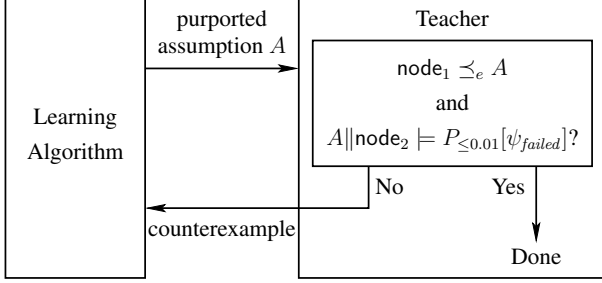 Learning
Algorithm
purported
assumption A
Teacher
node₁ ⪯ₑ A
and
A∥node₂ ⊨ P≤0.01[ψfailed]?
No
Yes
counterexample
Done